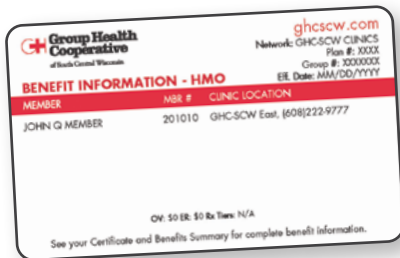 Group Health
Cooperative
of South Central Wisconsin
ghcscw.com
Network: GHC-SCW CLINICS
Plan #: XXXX
Group #: XXXXXXX
Eff. Date: MM/DD/YYYY
BENEFIT INFORMATION - HMO
MEMBER MBR # CLINIC LOCATION
JOHN Q MEMBER 201010 GHC-SCW East, (608)222-9777
OV: $0 ER: $0 Rx Tiers: N/A
See your Certificate and Benefits Summary for complete benefit information.